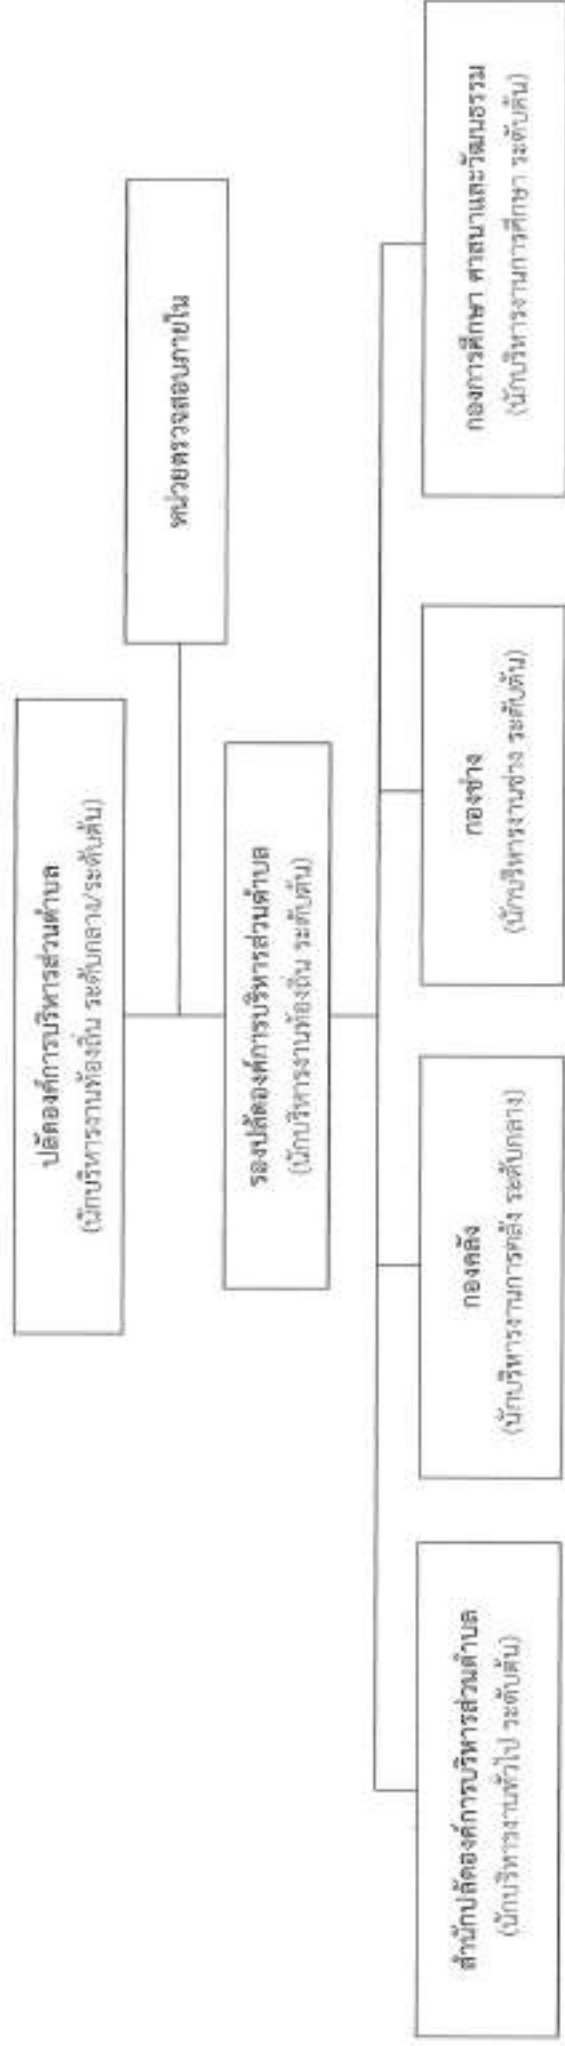 ปลัดองค์การบริหารส่วนตำบล
(นักบริหารงานท้องถิ่น ระดับกลาง/ระดับต้น)
หน่วยตรวจสอบภายใน
รองปลัดองค์การบริหารส่วนตำบล
(นักบริหารงานท้องถิ่น ระดับต้น)
สำนักปลัดองค์การบริหารส่วนตำบล
(นักบริหารงานทั่วไป ระดับต้น)
กองคลัง
(นักบริหารงานการคลัง ระดับกลาง)
กองช่าง
(นักบริหารงานช่าง ระดับต้น)
กองการศึกษา ศาสนาและวัฒนธรรม
(นักบริหารงานการศึกษา ระดับต้น)